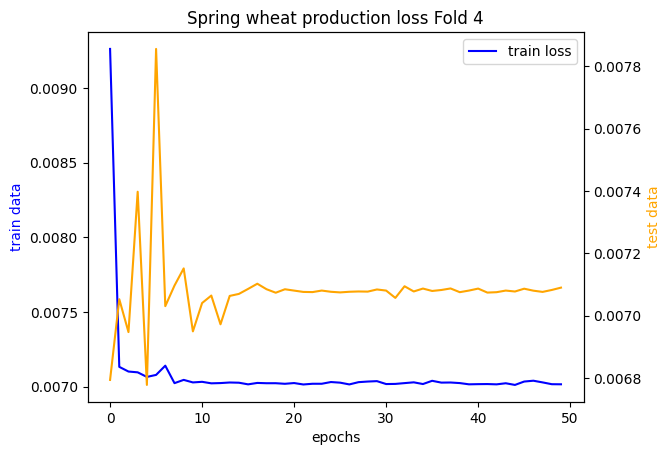 Spring wheat production loss Fold 4
train loss
train data
0.0090
0.0085
0.0080
0.0075
0.0070
0.0078
0.0076
0.0074
0.0072
0.0070
0.0068
test data
0 10 20 30 40 50
epochs